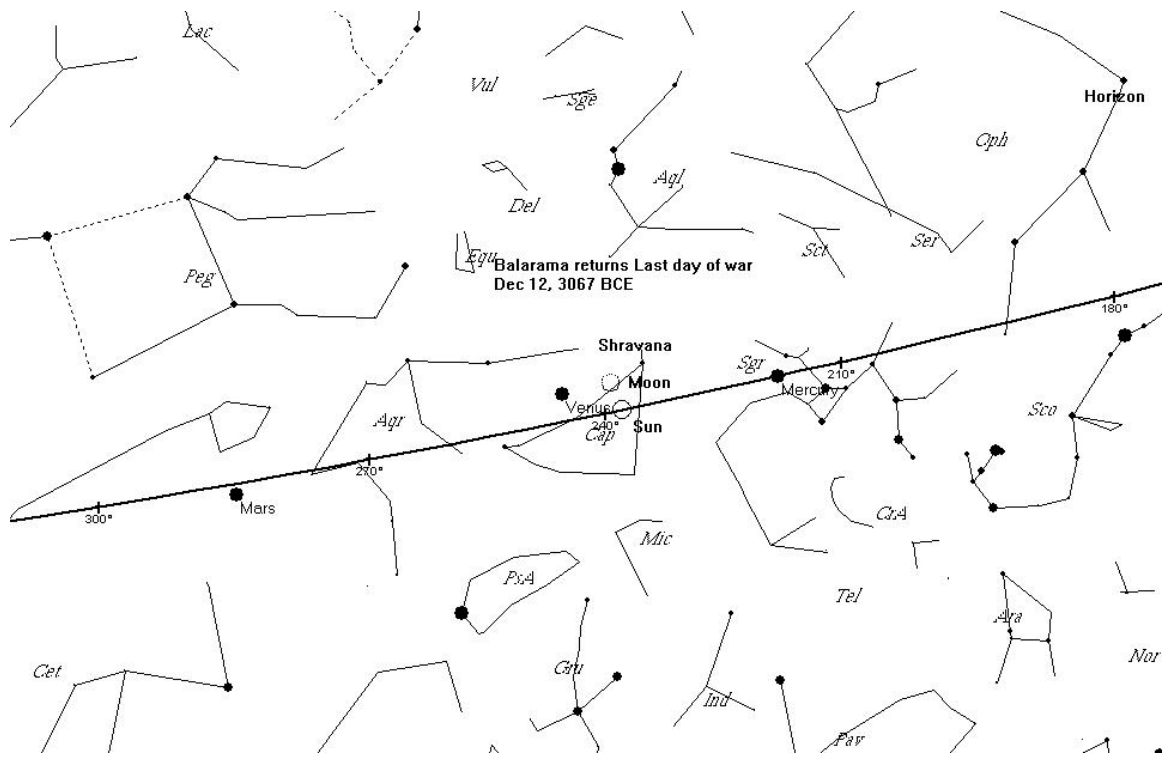 Lac
Vul
Sge
Horizon
Oph
Aql
Del
Ser
Sct
Equ
Balarama returns Last day of war
Dec 12, 3067 BCE
Peg
180°
Shravana
Sgr
210°
Moon
Mercury
Venus
Aqr
240°
Cap
Sun
Sco
270°
Mars
300°
CrA
Mic
PsA
Tel
Ara
Nor
Cet
Gru
Ind
Pav